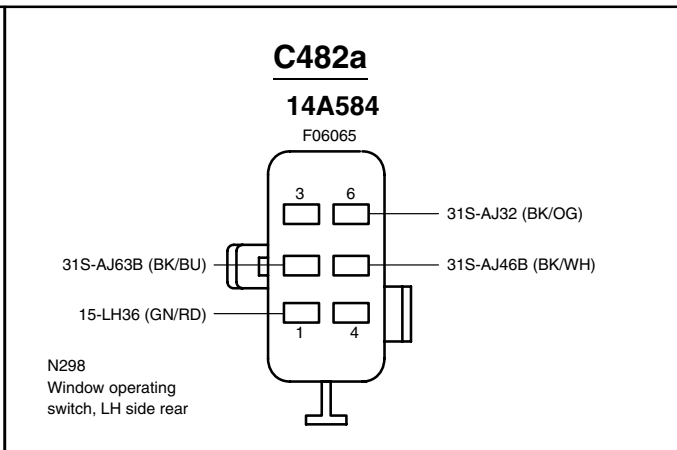 C482a
14A584
F06065
3 6
31S-AJ32 (BK/OG)
31S-AJ63B (BK/BU)
31S-AJ46B (BK/WH)
15-LH36 (GN/RD)
1 4
N298
Window operating
switch, LH side rear